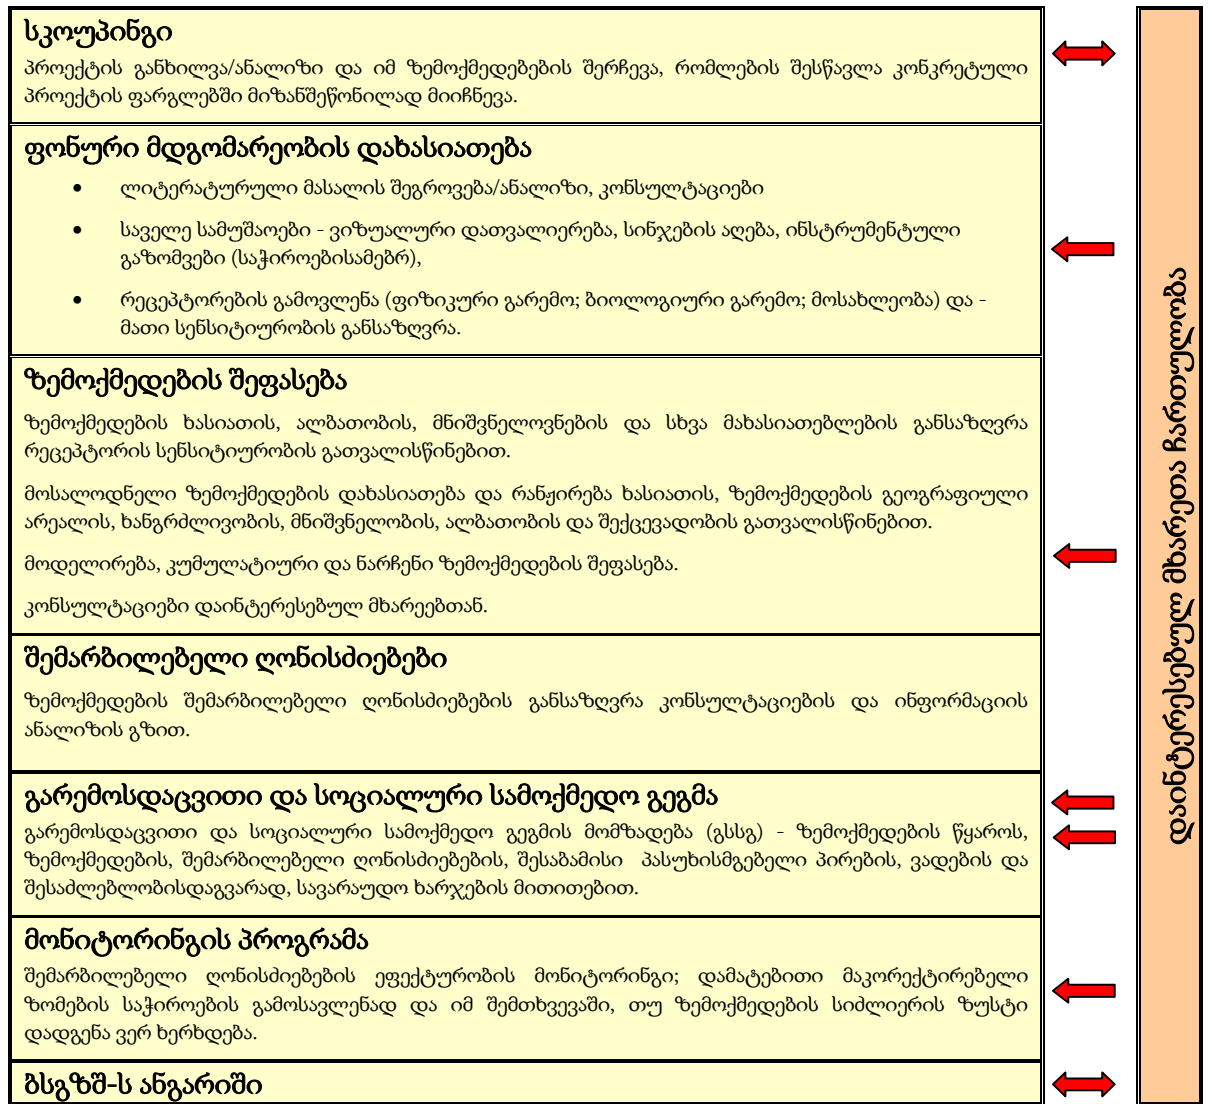 სკოუპინგი
პროექტის განხილვა/ანალიზი და იმ ზემოქმედებების შერჩევა, რომლების შესწავლა კონკრეტული
პროექტის ფარგლებში მიზანშეწონილად მიიჩნევა.
ფონური მდგომარეობის დახასიათება
• ლიტერატურული მასალის შეგროვება/ანალიზი, კონსულტაციები
• საველე სამუშაოები - ვიზუალური დათვალიერება, სინჯების აღება, ინსტრუმენტული
გაზომვები (საჭიროებისამებრ),
• რეცეპტორების გამოვლენა (ფიზიკური გარემო; ბიოლოგიური გარემო; მოსახლეობა) და -
მათი სენსიტიურობის განსაზღვრა.
ზემოქმედების შეფასება
ზემოქმედების ხასიათის, ალბათობის, მნიშვნელოვნების და სხვა მახასიათებლების განსაზღვრა
რეცეპტორის სენსიტიურობის გათვალისწინებით.
მოსალოდნელი ზემოქმედების დახასიათება და რანჟირება ხასიათის, ზემოქმედების გეოგრაფიული
არეალის, ხანგრძლივობის, მნიშვნელობის, ალბათობის და შექცევადობის გათვალისწინებით.
მოდელირება, კუმულატიური და ნარჩენი ზემოქმედების შეფასება.
კონსულტაციები დაინტერესებულ მხარეებთან.
შემარბილებელი ღონისძიებები
ზემოქმედების შემარბილებელი ღონისძიებების განსაზღვრა კონსულტაციების და ინფორმაციის
ანალიზის გზით.
გარემოსდაცვითი და სოციალური სამოქმედო გეგმა
გარემოსდაცვითი და სოციალური სამოქმედო გეგმის მომზადება (გსსგ) - ზემოქმედების წყაროს,
ზემოქმედების, შემარბილებელი ღონისძიებების, შესაბამისი პასუხისმგებელი პირების, ვადების და
შესაძლებლობისდაგვარად, სავარაუდო ხარჯების მითითებით.
მონიტორინგის პროგრამა
შემარბილებელი ღონისძიებების ეფექტურობის მონიტორინგი; დამატებითი მაკორექტირებელი
ზომების საჭიროების გამოსავლენად და იმ შემთხვევაში, თუ ზემოქმედების სიძლიერის ზუსტი
დადგენა ვერ ხერხდება.
ბსგზშ-ს ანგარიში
დაინტერესებულ მხარეთა ჩართულობა